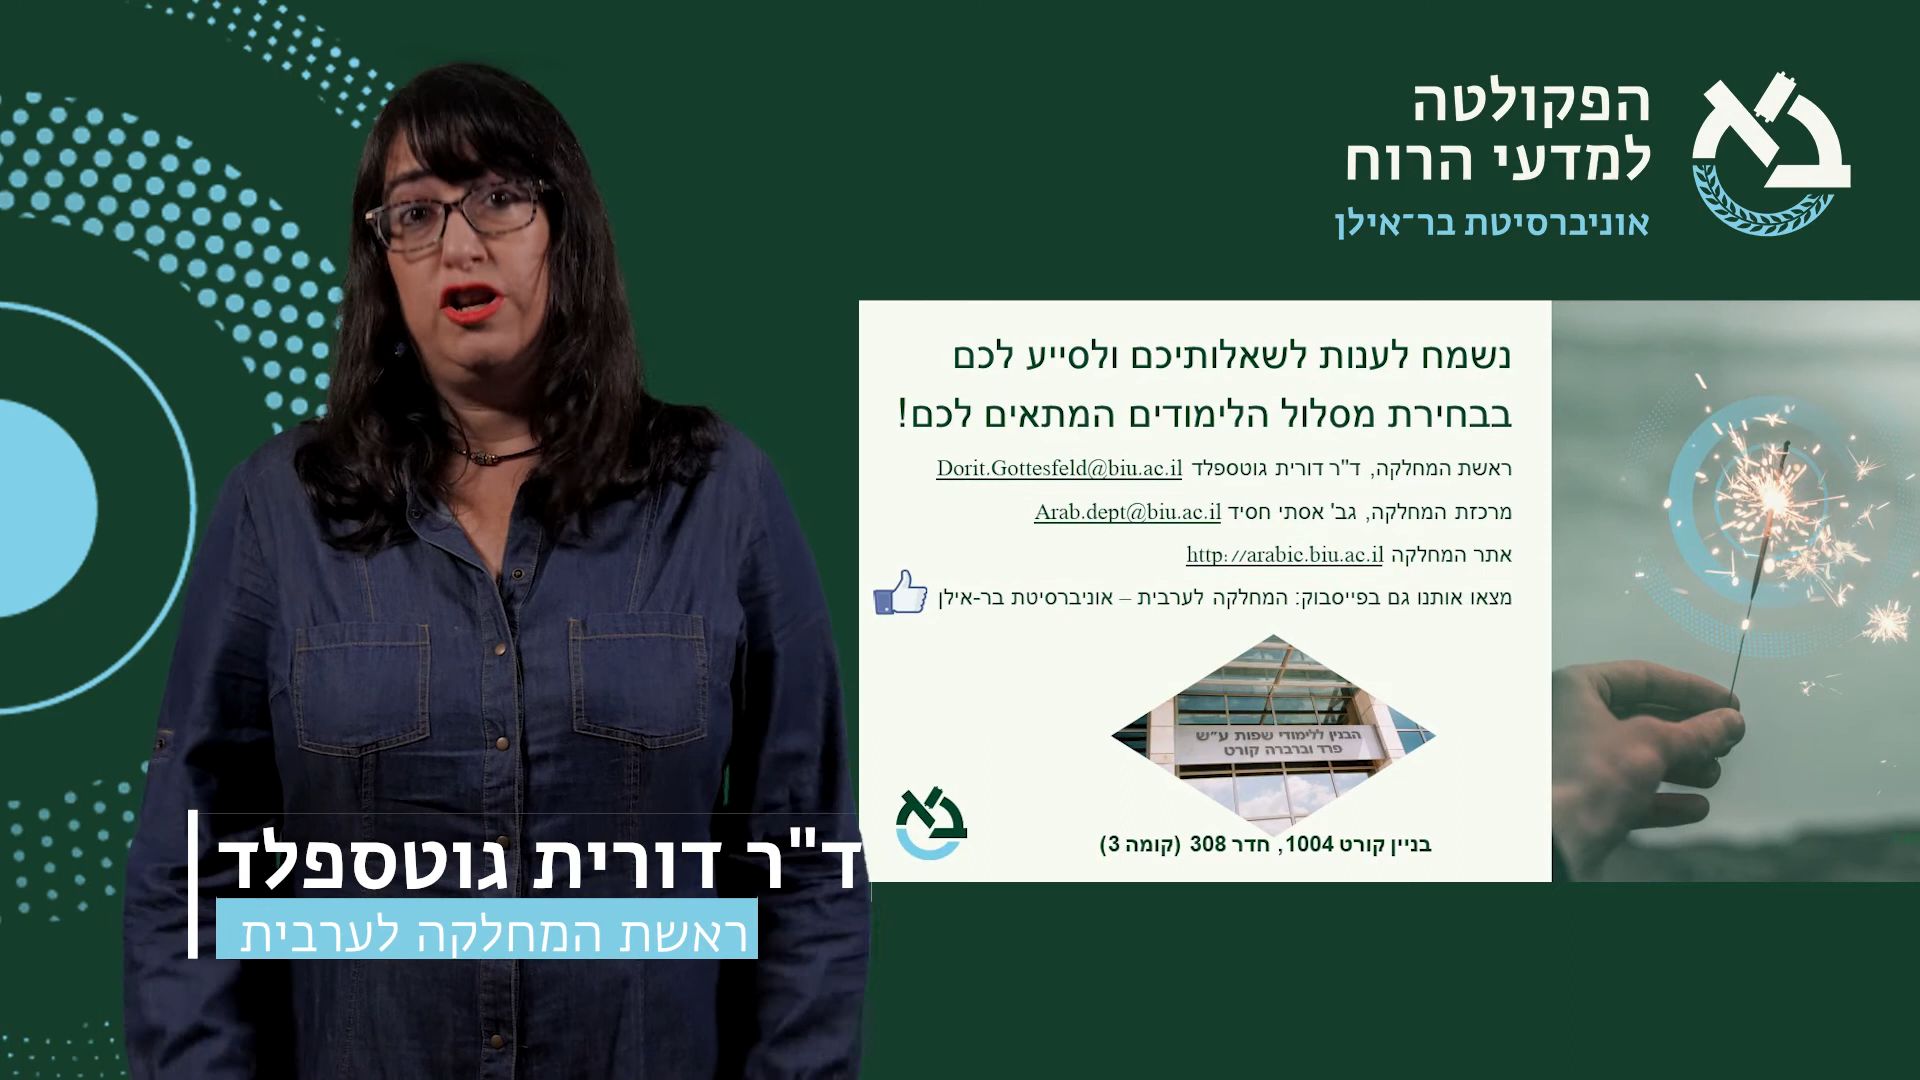 הפקולטה
למדעי הרוח
אוניברסיטת בר־אילן
נשמח לענות לשאלותיכם ולסייע לכם
בבחירת מסלול הלימודים המתאים לכם!
ראשת המחלקה, ד"ר דורית גוטספלד Dorit.Gottesfeld@biu.ac.il
מרכזת המחלקה, גב' אסתי חסיד Arab.dept@biu.ac.il
אתר המחלקה http://arabic.biu.ac.il
מצאו אותנו גם בפייסבוק: המחלקה לערבית – אוניברסיטת בר-אילן
הבנין ללימודי שפות ע״ש
פרד וברברה קורט
בניין קורט 1004, חדר 308 (קומה 3)
ד"ר דורית גוטספלד
ראשת המחלקה לערבית